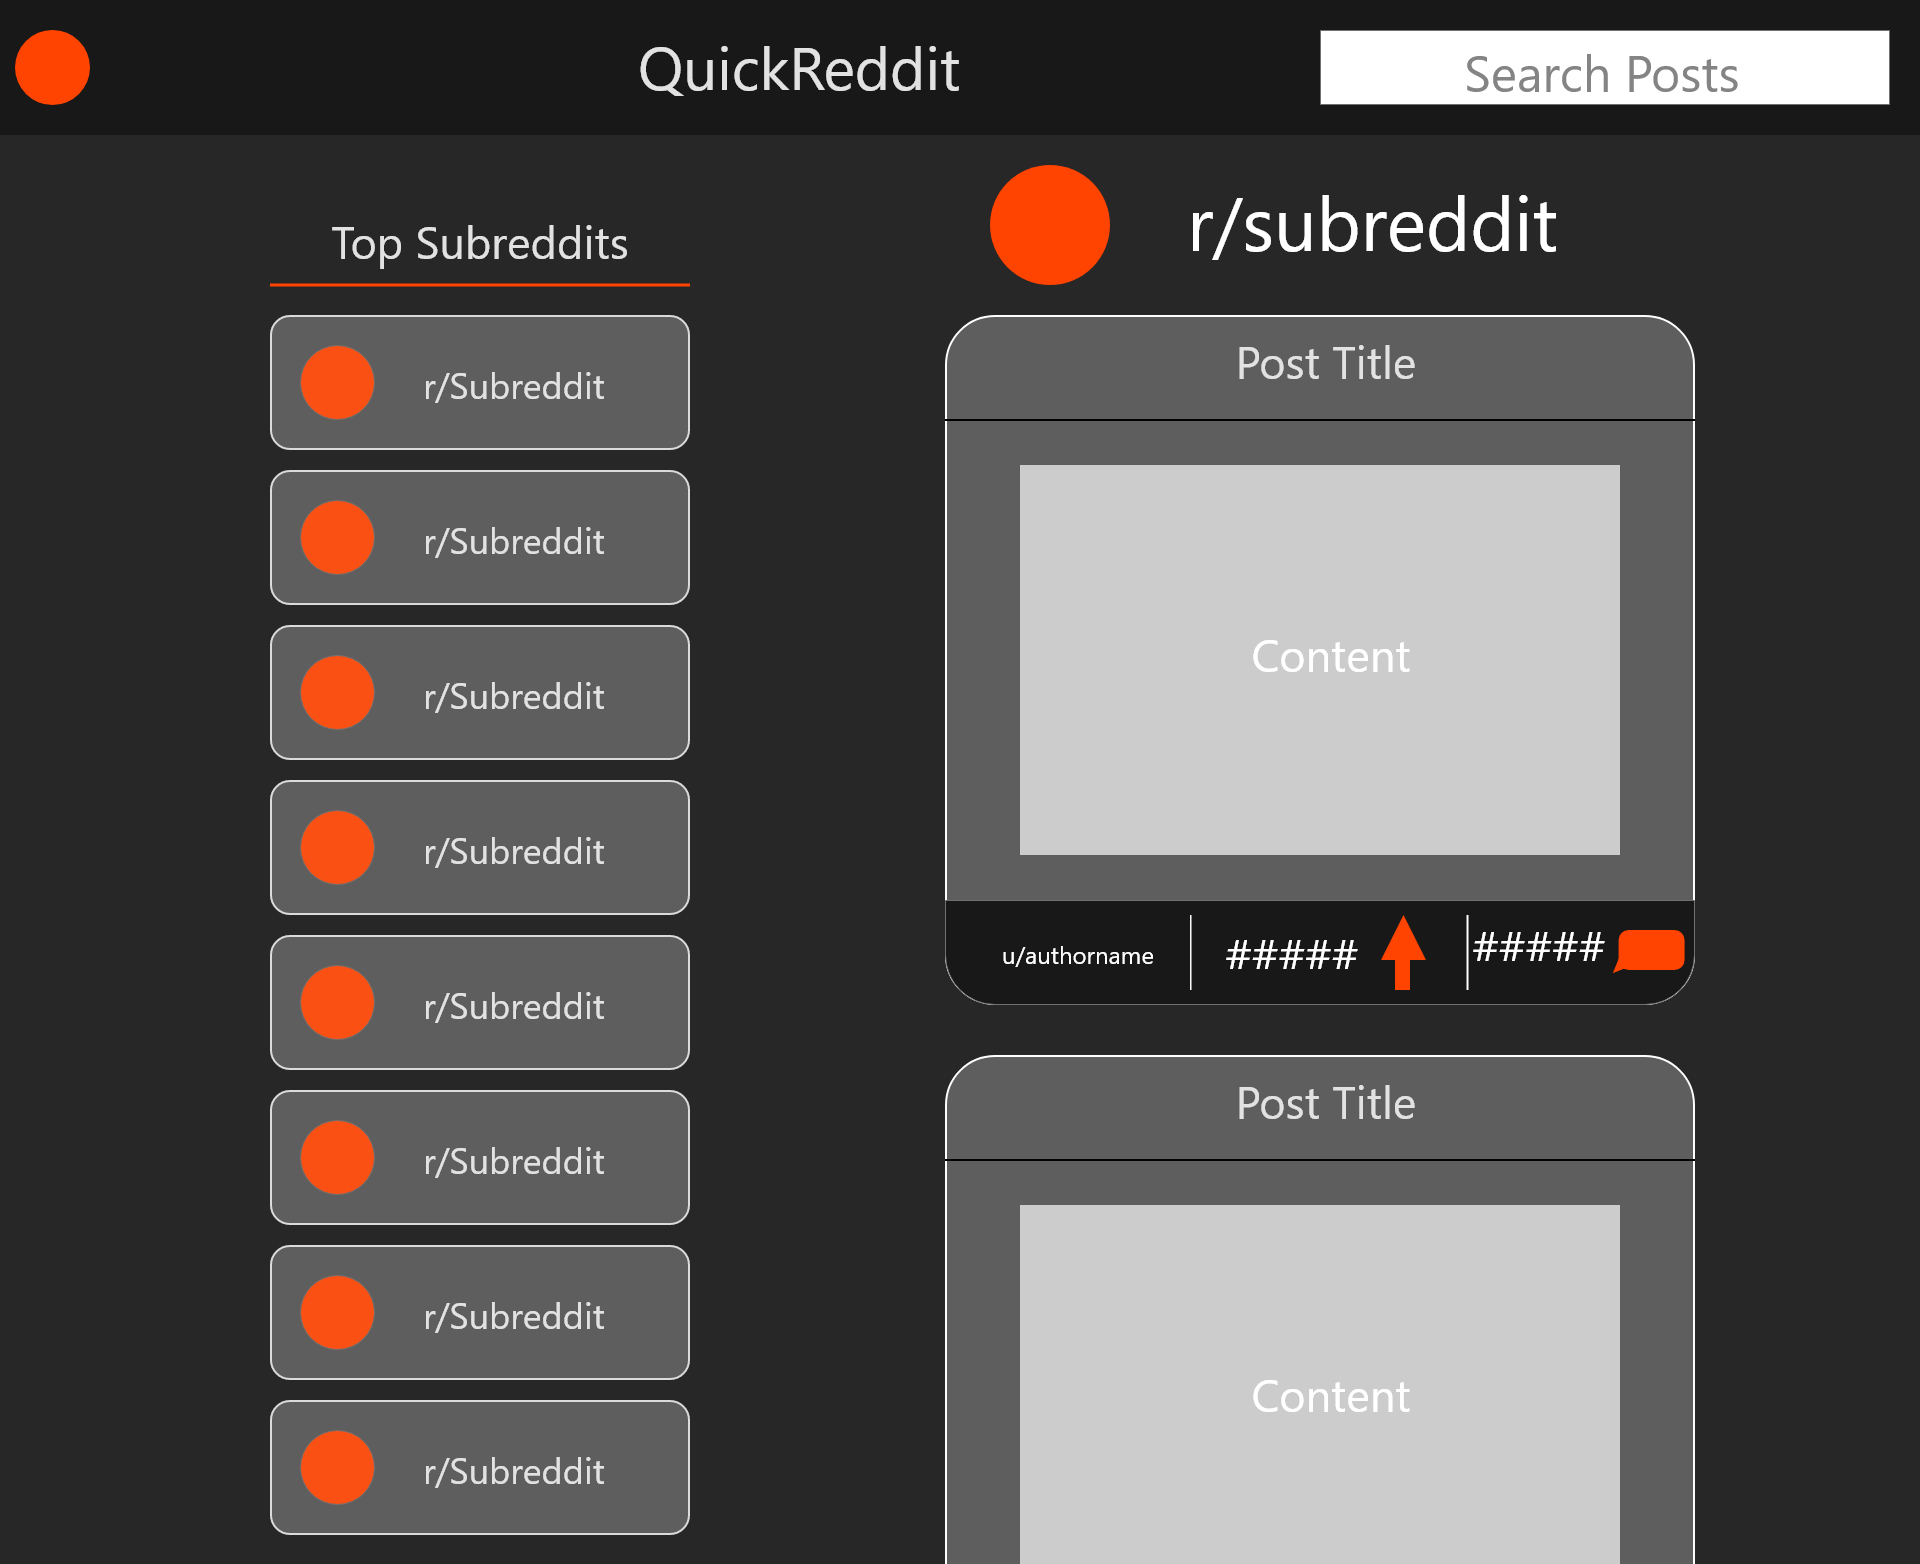 QuickReddit
Search Posts
Top Subreddits
r/Subreddit
r/Subreddit
r/Subreddit
r/Subreddit
r/Subreddit
r/Subreddit
r/Subreddit
r/Subreddit
r/subreddit
Post Title
Content
u/authorname
#####
#####
Post Title
Content